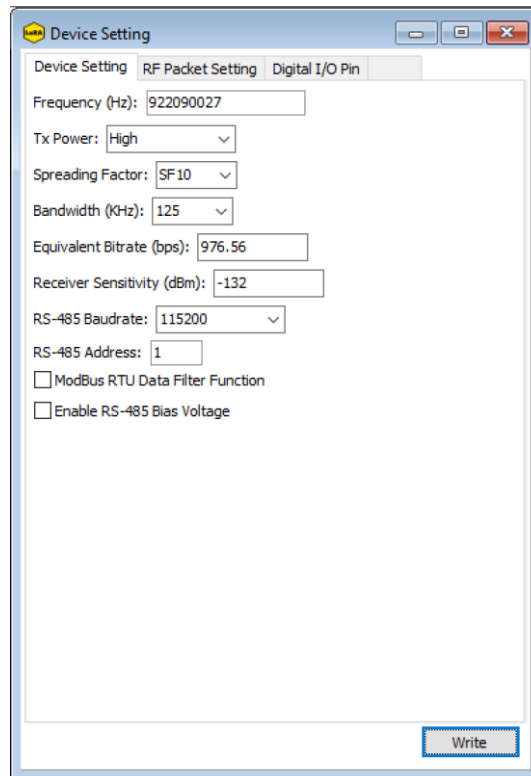 LoRA Device Setting
Device Setting RF Packet Setting Digital I/O Pin
Frequency (Hz): 922090027
Tx Power: High
Spreading Factor: SF10
Bandwidth (KHz): 125
Equivalent Bitrate (bps): 976.56
Receiver Sensitivity (dBm): -132
RS-485 Baudrate: 115200
RS-485 Address: 1
ModBus RTU Data Filter Function
Enable RS-485 Bias Voltage
Write